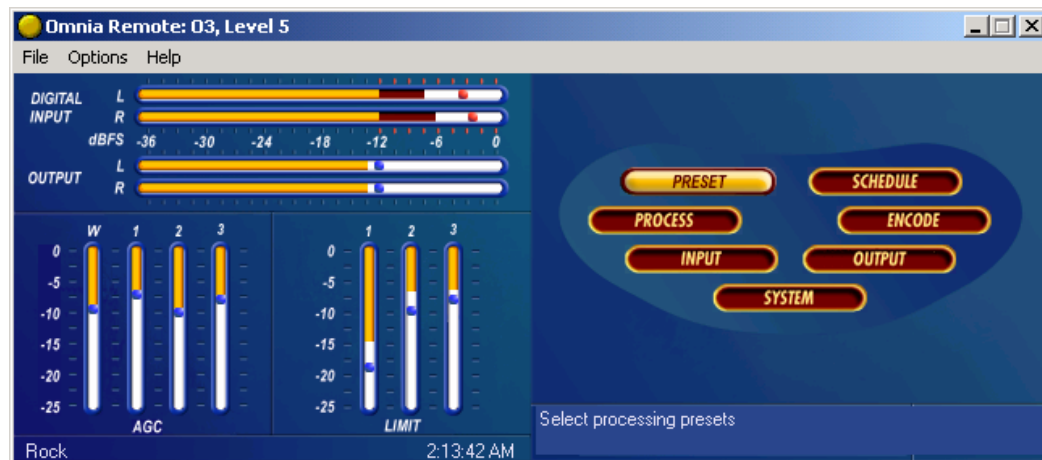 Omnia Remote: O3, Level 5
File Options Help
DIGITAL INPUT L
R
dBFS -36 -30 -24 -18 -12 -6 0
OUTPUT L
R
W 1 2 3
0
-5
-10
-15
-20
-25
AGC
1 2 3
0
-5
-10
-15
-20
-25
LIMIT
Rock 2:13:42 AM
PRESET SCHEDULE
PROCESS ENCODE
INPUT OUTPUT
SYSTEM
Select processing presets